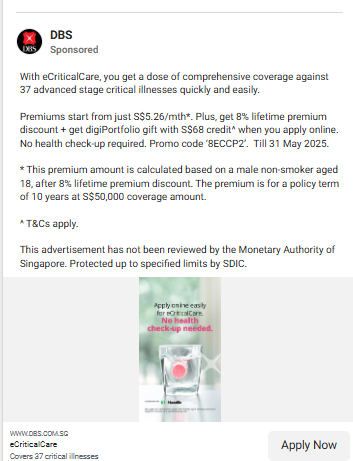 DBS
DBS
Sponsored
With eCriticalCare, you get a dose of comprehensive coverage against
37 advanced stage critical illnesses quickly and easily.
Premiums start from just S$5.26/mth*. Plus, get 8% lifetime premium
discount + get digiPortfolio gift with S$68 credit^ when you apply online.
No health check-up required. Promo code '8ECCP2'.  Till 31 May 2025.
* This premium amount is calculated based on a male non-smoker aged
18, after 8% lifetime premium discount. The premium is for a policy term
of 10 years at S$50,000 coverage amount.
^ T&Cs apply.
This advertisement has not been reviewed by the Monetary Authority of
Singapore. Protected up to specified limits by SDIC.
Apply online easily
for eCriticalCare.
No health
check-up needed.
WWW.DBS.COM.SG
eCriticalCare
Covers 37 critical illnesses
Apply Now